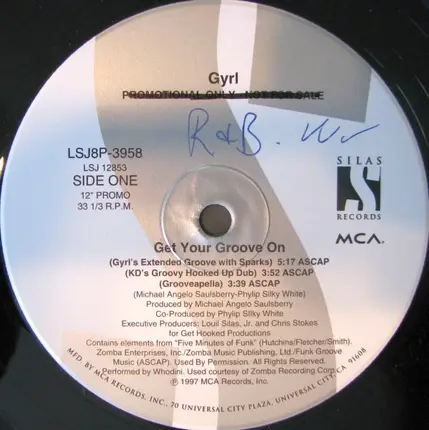 Gyrl
PROMOTIONAL ONLY - NOT FOR SALE
R & B.
LSJ8P-3958
LSJ 12853
SIDE ONE
12" PROMO
33 1/3 R.P.M.
SILAS
S
RECORDS
MCA®
Get Your Groove On
(Gyrl's Extended Groove with Sparks) 5:17 ASCAP
(KD's Groovy Hooked Up Dub) 3:52 ASCAP
(Grooveapella) 3:39 ASCAP
(Michael Angelo Saulsberry-Phylip Silky White)
Produced by Michael Angelo Saulsberry
Co-Produced by Phylip Silky White
Executive Producers: Louil Silas, Jr. and Chris Stokes
for Get Hooked Productions
Contains elements from "Five Minutes of Funk" (Hutchins/Fletcher/Smith).
Zomba Enterprises, Inc./Zomba Music Publishing, Ltd./Funk Groove
Music (ASCAP). Used By Permission. All Rights Reserved.
Performed by Whodini. Used courtesy of Zomba Recording Corp.
℗ 1997 MCA Records, Inc.
MFD. BY MCA RECORDS, INC., 70 UNIVERSAL CITY PLAZA, UNIVERSAL CITY, CA 91608